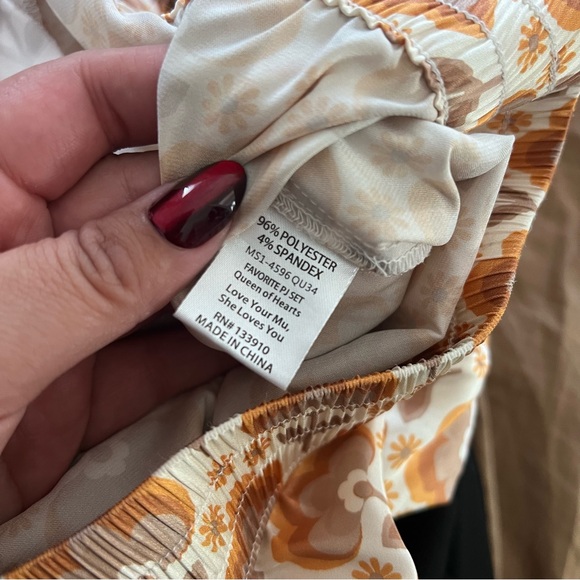 96% POLYESTER
4% SPANDEX
MS1-4596 QU34
FAVORITE PJ SET
Queen of Hearts
Love Your Mu,
She Loves You
RN# 133910
MADE IN CHINA